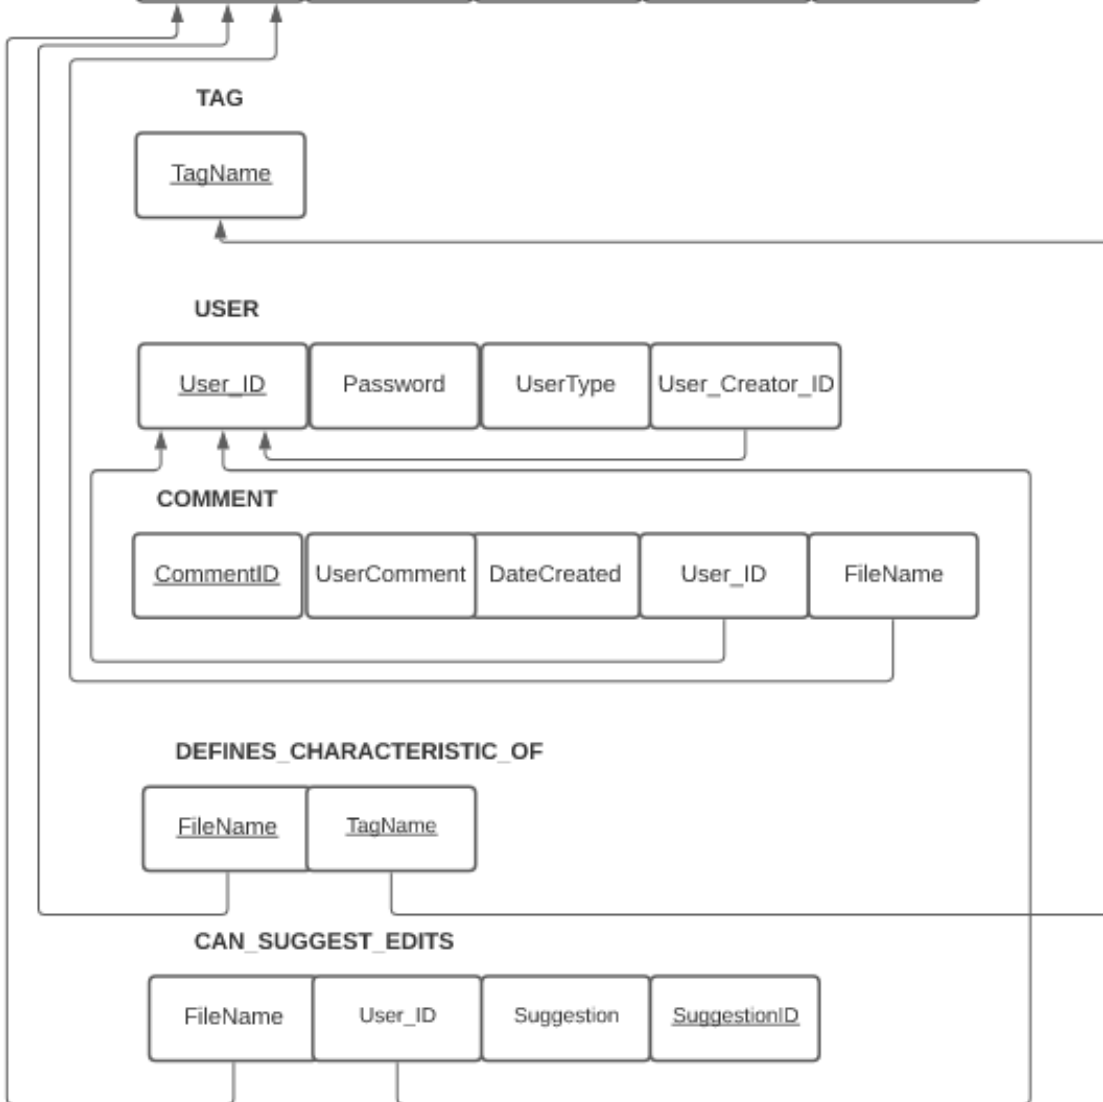 TAG
TagName
USER
User_ID Password UserType User_Creator_ID
COMMENT
CommentID UserComment DateCreated User_ID FileName
DEFINES_CHARACTERISTIC_OF
FileName TagName
CAN_SUGGEST_EDITS
FileName User_ID Suggestion SuggestionID